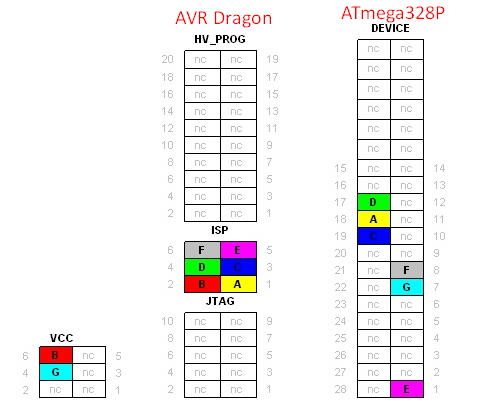 AVR Dragon
HV_PROG
20 nc nc 19
18 nc nc 17
16 nc nc 15
14 nc nc 13
12 nc nc 11
10 nc nc 9
8 nc nc 7
6 nc nc 5
4 nc nc 3
2 nc nc 1
ISP
6 F E 5
4 D C 3
2 B A 1
JTAG
10 nc nc 9
8 nc nc 7
6 nc nc 5
4 nc nc 3
2 nc nc 1
VCC
6 B nc 5
4 G nc 3
2 nc nc 1
ATmega328P
DEVICE
nc nc
nc nc
nc nc
nc nc
nc nc
nc nc
15 nc nc 14
16 nc nc 13
17 D nc 12
18 A nc 11
19 C nc 10
20 nc nc 9
21 nc F 8
22 nc G 7
23 nc nc 6
24 nc nc 5
25 nc nc 4
26 nc nc 3
27 nc nc 2
28 nc E 1